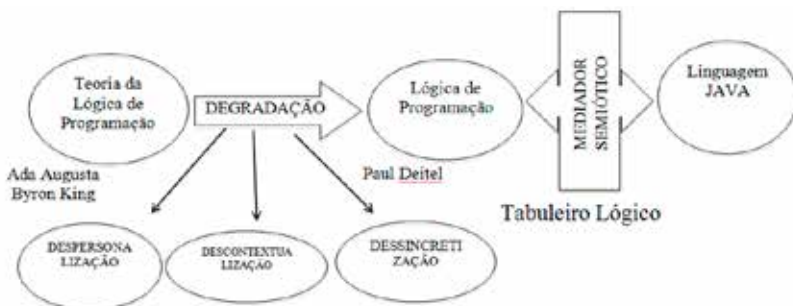 Teoria da
Lógica de
Programação
DEGRADAÇÃO
Lógica de
Programação
MEDIADOR
SEMIÓTICO
Linguagem
JAVA
Ada Augusta
Byron King
Paul Deitel
Tabuleiro Lógico
DESPERSONA
LIZAÇÃO
DESCONTEXTUA
LIZAÇÃO
DESSINCRETI
ZAÇÃO